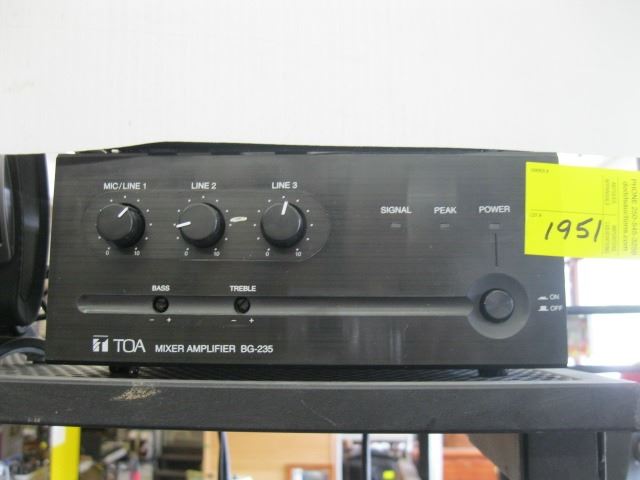 MIC/LINE 1
LINE 2
LINE 3
0 10
0 10
0 10
SIGNAL
PEAK
POWER
BASS
TREBLE
- +
- +
ON
OFF
TOA MIXER AMPLIFIER BG-235
LOT #
1951